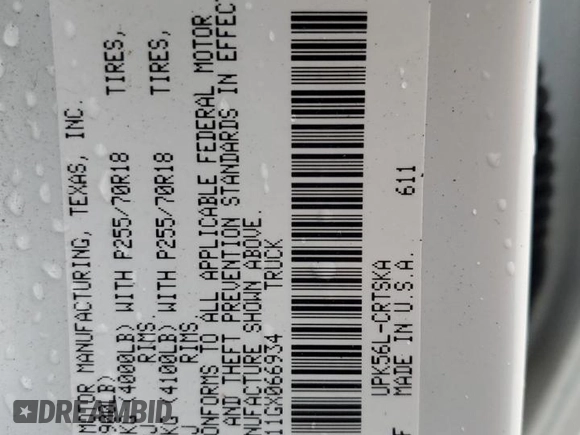 MOTOR MANUFACTURING, TEXAS, INC.
(4000LB) WITH P255/70R18 TIRES,
RIMS
(4100LB) WITH P255/70R18 TIRES,
RIMS
CONFORMS TO ALL APPLICABLE FEDERAL MOTOR
AND THEFT PREVENTION STANDARDS IN EFFECT
SHOWN ABOVE.
11GX066934 TRUCK
UPK56L-CRTSKA 611
MADE IN U.S.A.
DREAMBID